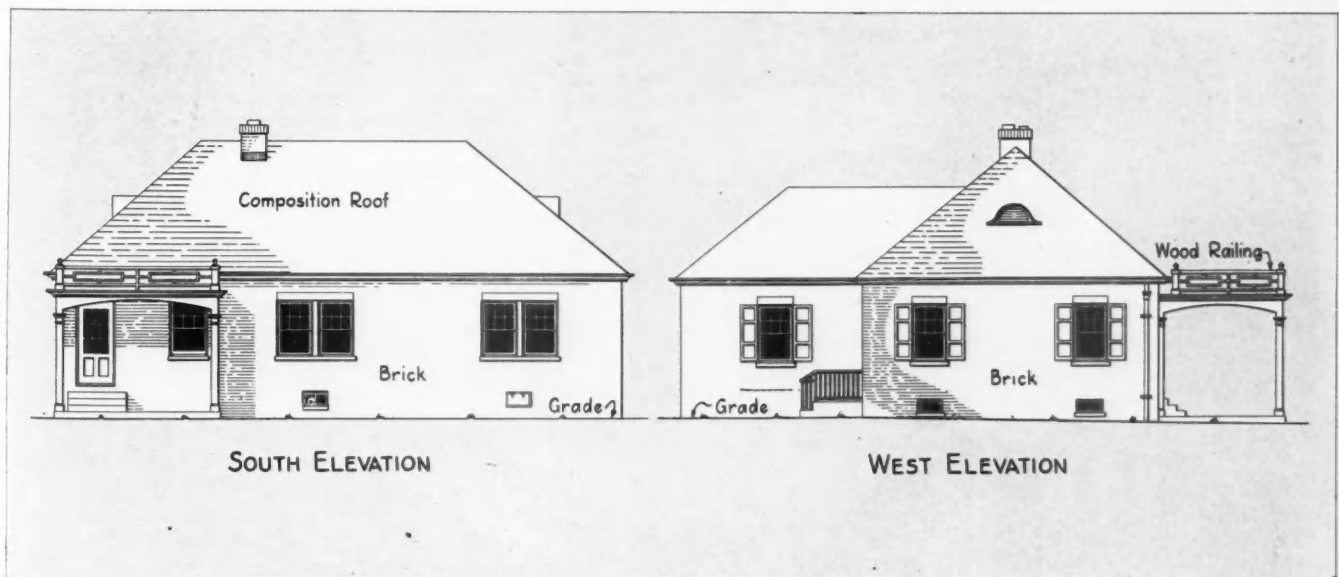 Composition Roof
Brick
Grade
SOUTH ELEVATION
Wood Railing
Brick
Grade
WEST ELEVATION